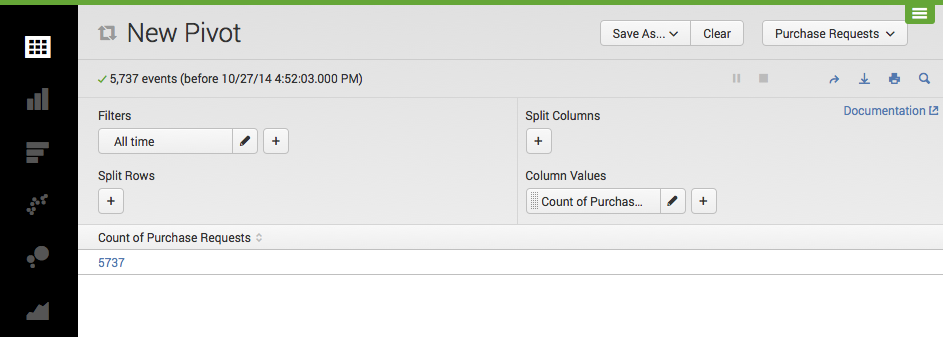 New Pivot
Save As...
Clear
Purchase Requests
5,737 events (before 10/27/14 4:52:03.000 PM)
Documentation
Filters
All time
+
Split Columns
+
Split Rows
+
Column Values
Count of Purchas...
+
Count of Purchase Requests
5737